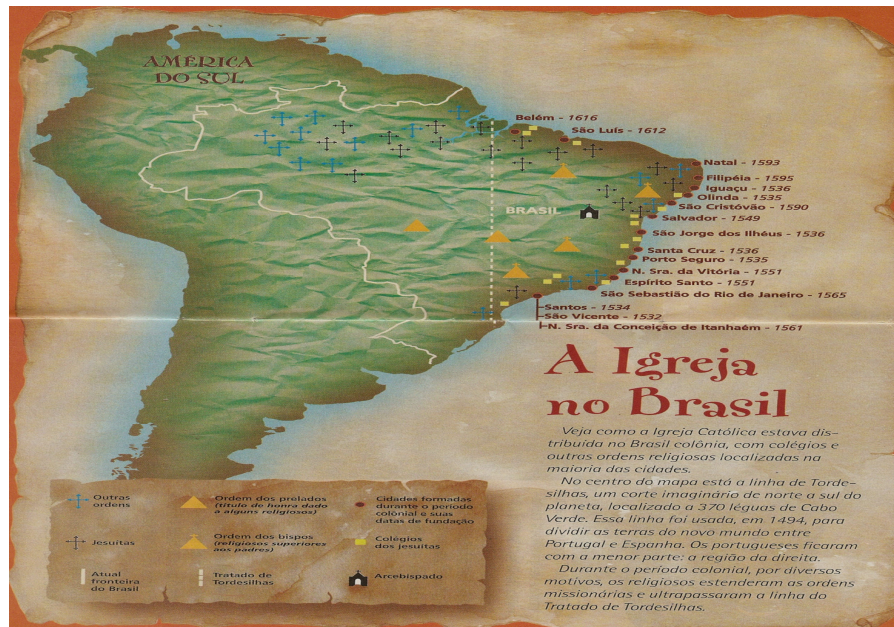 AMÉRICA
DO SUL
Belém - 1616
São Luís - 1612
Natal - 1593
Filipéia - 1595
Iguaçu - 1536
Olinda - 1535
São Cristóvão - 1590
BRASIL
Salvador - 1549
São Jorge dos Ilhéus - 1536
Santa Cruz - 1536
Porto Seguro - 1535
N. Sra. da Vitória - 1551
Espírito Santo - 1551
São Sebastião do Rio de Janeiro - 1565
Santos - 1534
São Vicente - 1532
N. Sra. da Conceição de Itanhaém - 1561
A Igreja
no Brasil
Veja como a Igreja Católica estava dis-
tribuída no Brasil colônia, com colégios e
outras ordens religiosas localizadas na
maioria das cidades.
No centro do mapa está a linha de Torde-
silhas, um corte imaginário de norte a sul do
planeta, localizado a 370 léguas de Cabo
Verde. Essa linha foi usada, em 1494, para
dividir as terras do novo mundo entre
Portugal e Espanha. Os portugueses ficaram
com a menor parte: a região da direita.
Durante o período colonial, por diversos
motivos, os religiosos estenderam as ordens
missionárias e ultrapassaram a linha do
Tratado de Tordesilhas.
Outras
ordens
Ordem dos prelados
(título de honra dado
a alguns religiosos)
Cidades formadas
durante o período
colonial e suas
datas de fundação
Jesuítas
Ordem dos bispos
(religiosos superiores
aos padres)
Colégios
dos jesuítas
Atual
fronteira
do Brasil
Tratado de
Tordesilhas
Arcebispado